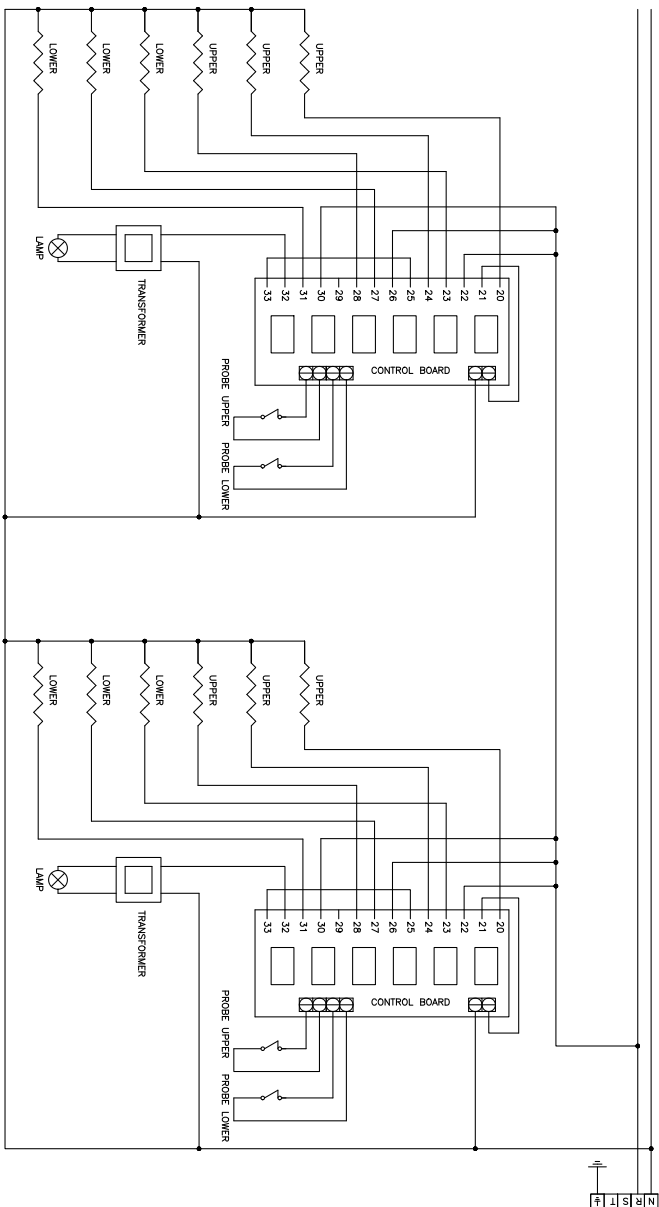 LOWER
LOWER
LOWER
UPPER
UPPER
UPPER
LAMP
TRANSFORMER
33 32 31 30 29 28 27 26 25 24 23 22 21 20
CONTROL BOARD
PROBE UPPER
PROBE LOWER
LOWER
LOWER
LOWER
UPPER
UPPER
UPPER
LAMP
TRANSFORMER
33 32 31 30 29 28 27 26 25 24 23 22 21 20
CONTROL BOARD
PROBE UPPER
PROBE LOWER
T S R N